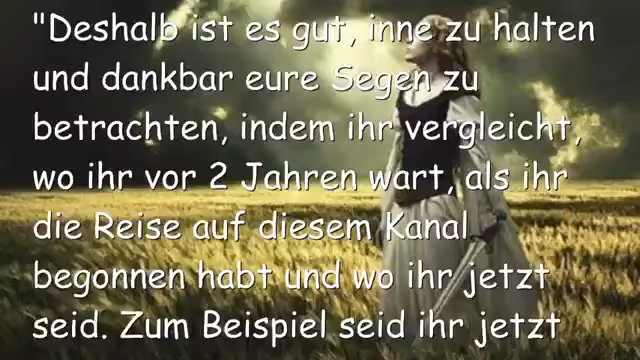 "Deshalb ist es gut, inne zu halten
und dankbar eure Segen zu
betrachten, indem ihr vergleicht,
wo ihr vor 2 Jahren wart, als ihr
die Reise auf diesem Kanal
begonnen habt und wo ihr jetzt
seid. Zum Beispiel seid ihr jetzt